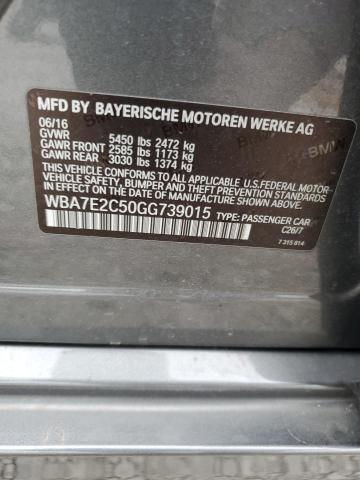 MFD BY BAYERISCHE MOTOREN WERKE AG
06/16
GVWR 5450 lbs 2472 kg
GAWR FRONT 2585 lbs 1173 kg
GAWR REAR 3030 lbs 1374 kg
THIS VEHICLE CONFORMS TO ALL APPLICABLE U.S.FEDERAL MOTOR
VEHICLE SAFETY, BUMPER AND THEFT PREVENTION STANDARDS IN
EFFECT ON THE DATE OF MANUFACTURE SHOWN ABOVE.
WBA7E2C50GG739015 TYPE: PASSENGER CAR
C26/7
7 315 814